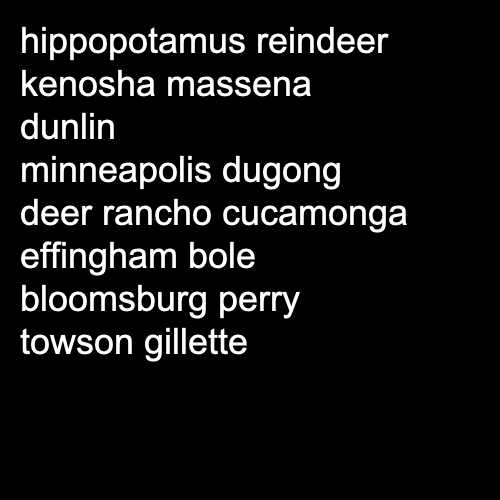 hippopotamus reindeer
kenosha massena
dunlin
minneapolis dugong
deer rancho cucamonga
effingham bole
bloomsburg perry
towson gillette